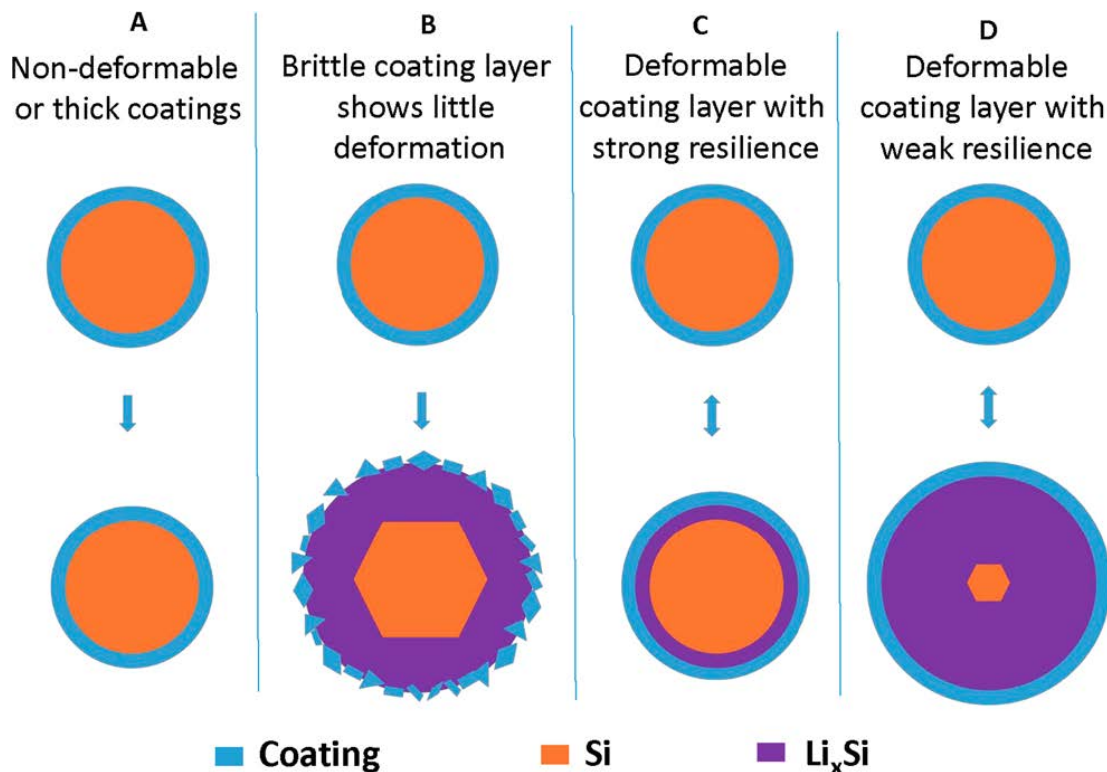 A
Non-deformable
or thick coatings
B
Brittle coating layer
shows little
deformation
C
Deformable
coating layer with
strong resilience
D
Deformable
coating layer with
weak resilience
Coating
Si
LixSi